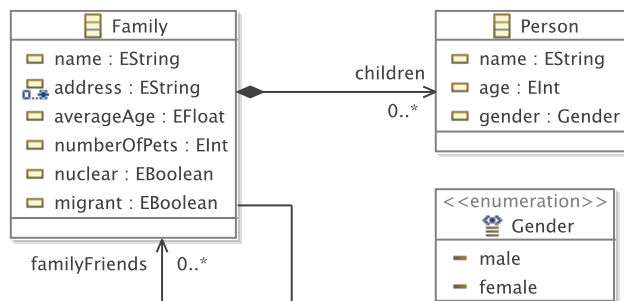 Family
name : EString
address : EString
averageAge : EFloat
numberOfPets : EInt
nuclear : EBoolean
migrant : EBoolean
children
0..*
Person
name : EString
age : EInt
gender : Gender
<<enumeration>>
Gender
male
female
familyFriends
0..*